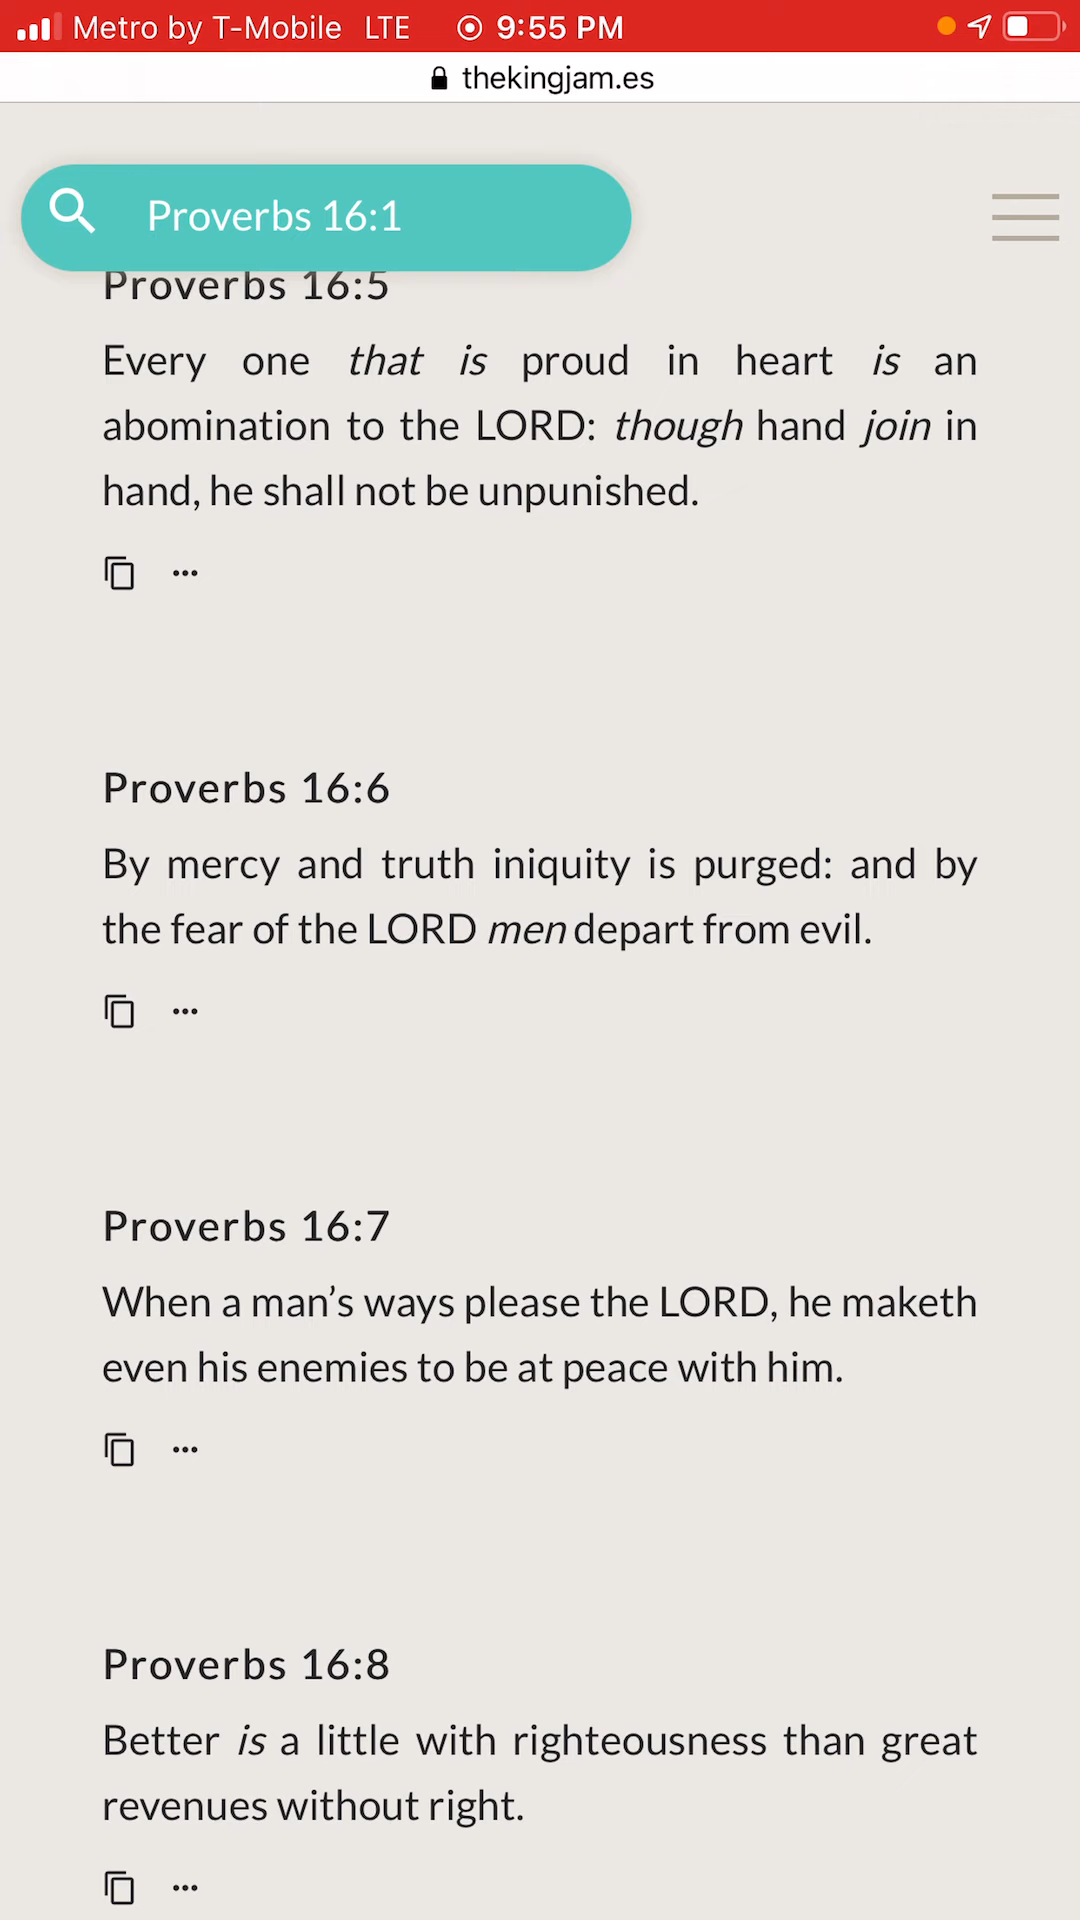 Metro by T-Mobile LTE 9:55 PM
thekingjam.es
Proverbs 16:1
Proverbs 16:5
Every one that is proud in heart is an
abomination to the LORD: though hand join in
hand, he shall not be unpunished.
Proverbs 16:6
By mercy and truth iniquity is purged: and by
the fear of the LORD men depart from evil.
Proverbs 16:7
When a man’s ways please the LORD, he maketh
even his enemies to be at peace with him.
Proverbs 16:8
Better is a little with righteousness than great
revenues without right.